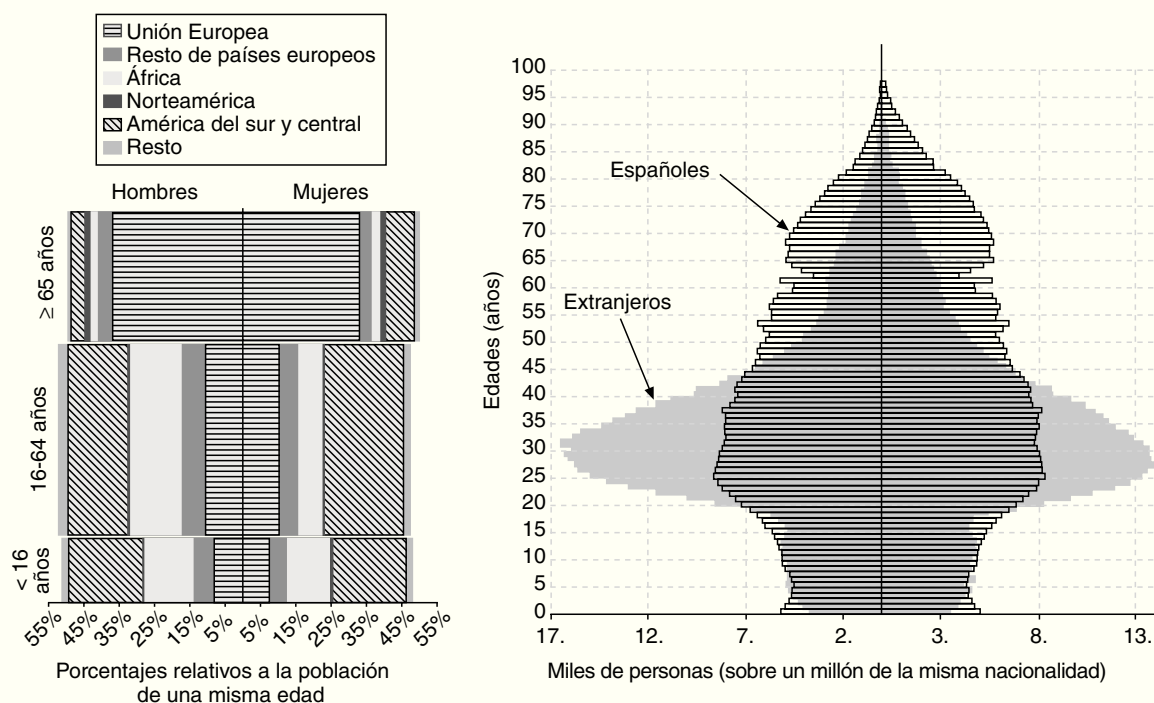 Unión Europea
Resto de países europeos
África
Norteamérica
América del sur y central
Resto
Hombres
Mujeres
≥ 65 años
16-64 años
< 16
años
55% 45% 35% 25% 15% 5% 5% 15% 25% 35% 45% 55%
Porcentajes relativos a la población
de una misma edad
100
95
90
85
80
75
70
65
60
55
50
45
40
35
30
25
20
15
10
5
0
Edades (años)
Españoles
Extranjeros
17. 12. 7. 2. 3. 8. 13.
Miles de personas (sobre un millón de la misma nacionalidad)